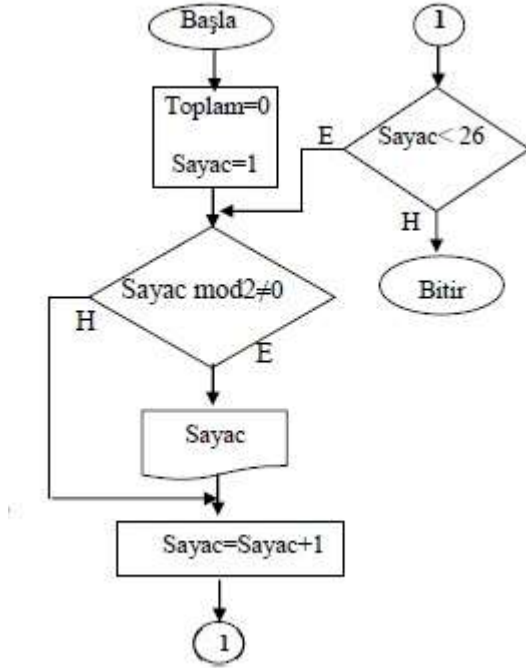 Başla
Toplam=0
Sayac=1
Sayac mod2≠0
H
E
Sayac
Sayac=Sayac+1
1
1
Sayac< 26
E
H
Bitir